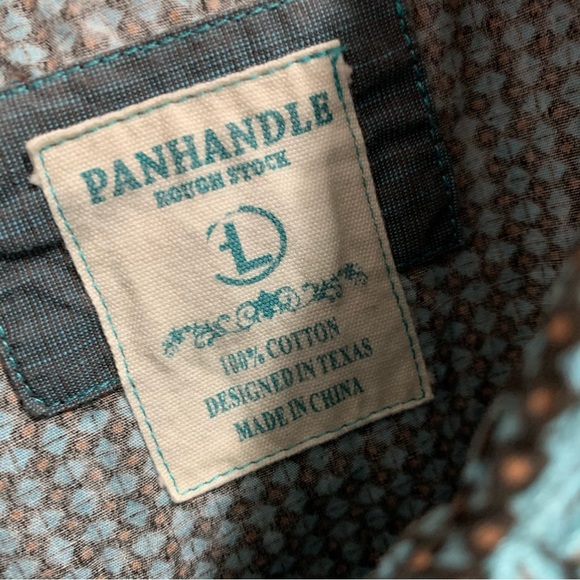 PANHANDLE
ROUGH STOCK
L
100% COTTON
DESIGNED IN TEXAS
MADE IN CHINA